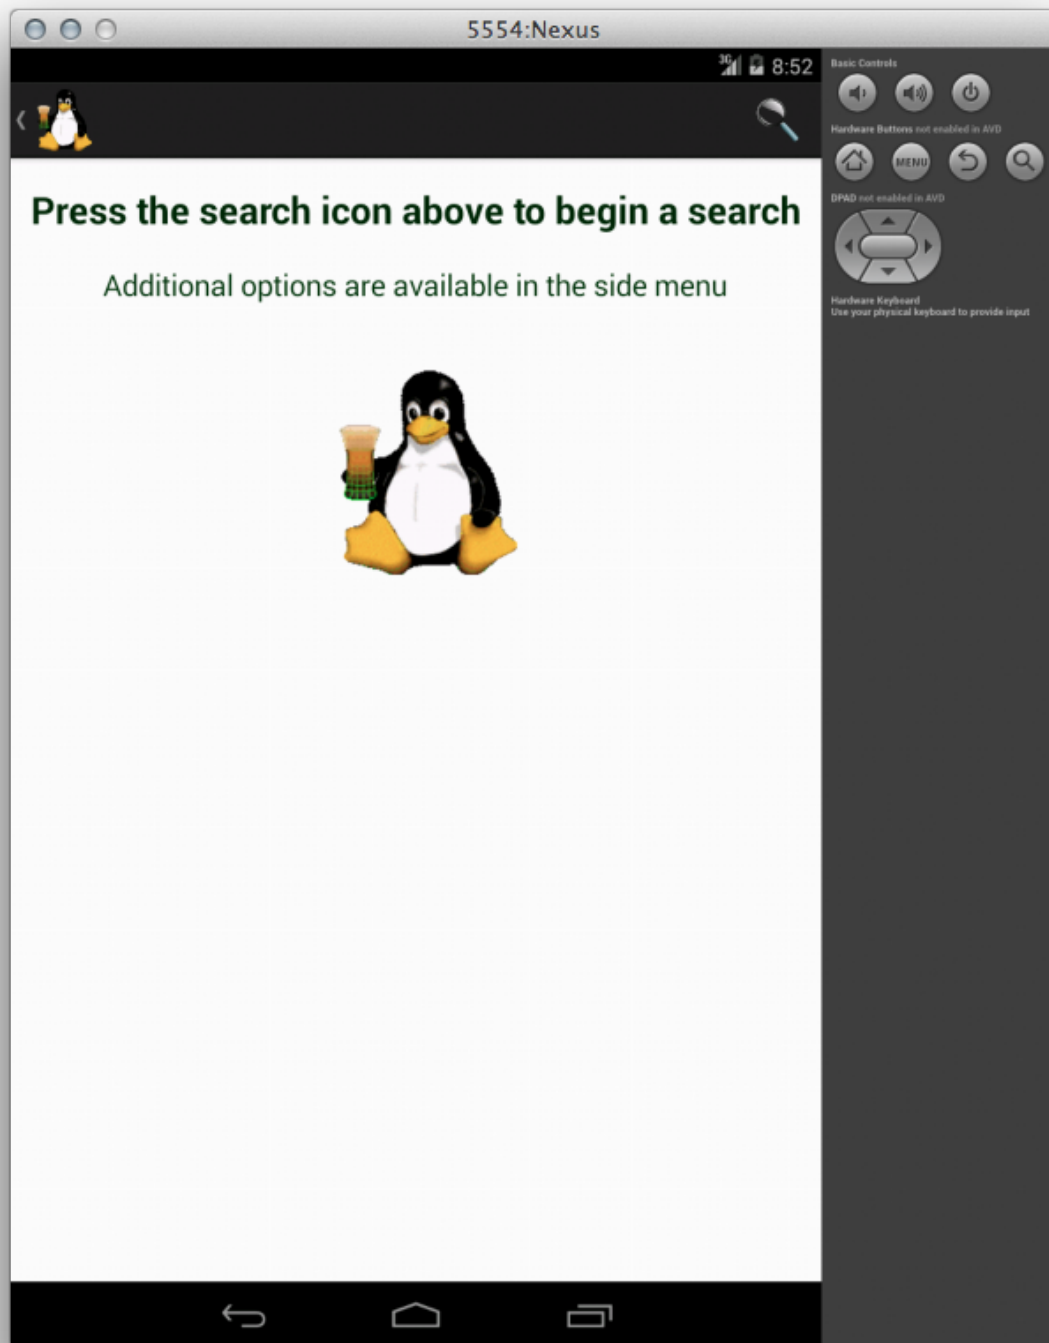 5554:Nexus
3G 8:52
Basic Controls
Hardware Buttons not enabled in AVD
MENU
DPAD not enabled in AVD
Hardware Keyboard
Use your physical keyboard to provide input
Press the search icon above to begin a search
Additional options are available in the side menu